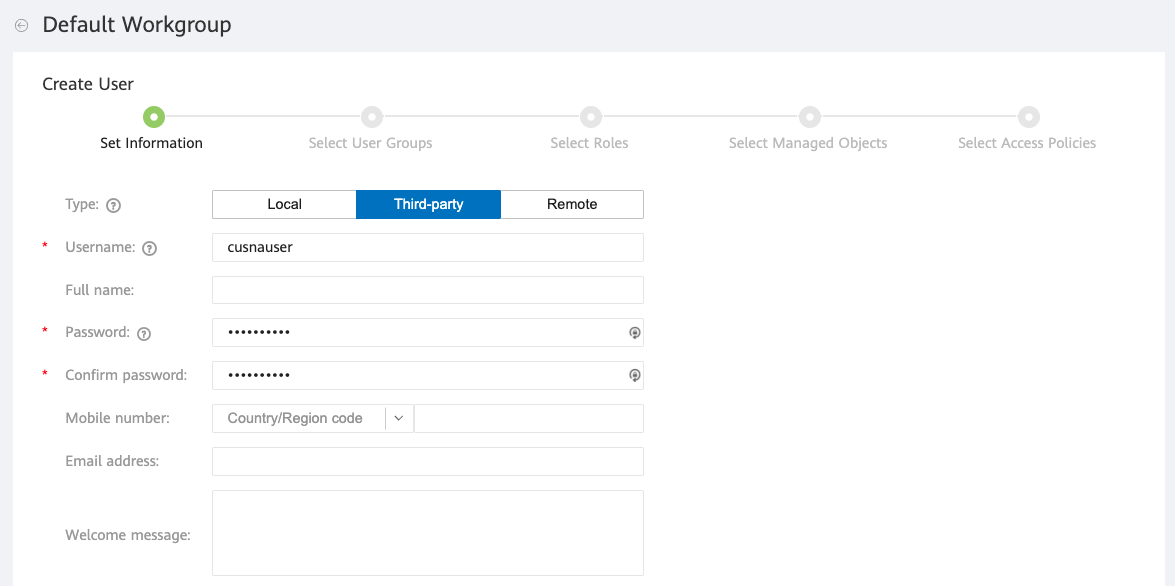 Default Workgroup
Create User
Set Information Select User Groups Select Roles Select Managed Objects Select Access Policies
Type: ? Local Third-party Remote
* Username: ? cusnauser
Full name:
* Password: ? ••••••••••
* Confirm password: ••••••••••
Mobile number: Country/Region code
Email address:
Welcome message: